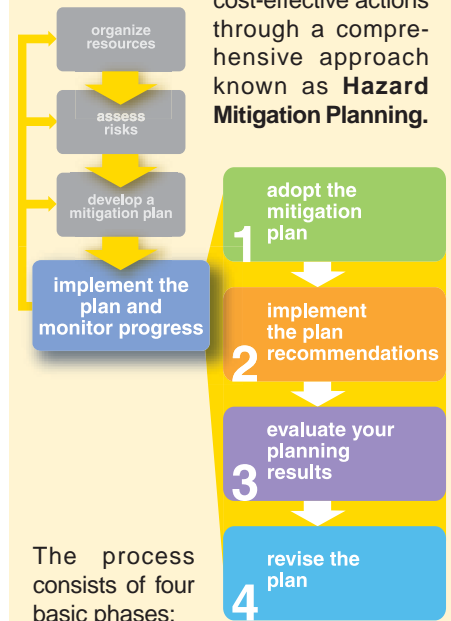 cost-effective actions
through a compre-
hensive approach
known as Hazard
Mitigation Planning.
organize
resources
assess
risks
develop a
mitigation plan
implement the
plan and
monitor progress
1
adopt the
mitigation
plan
2
implement
the plan
recommendations
3
evaluate your
planning
results
4
revise the
plan
The process
consists of four
basic phases: